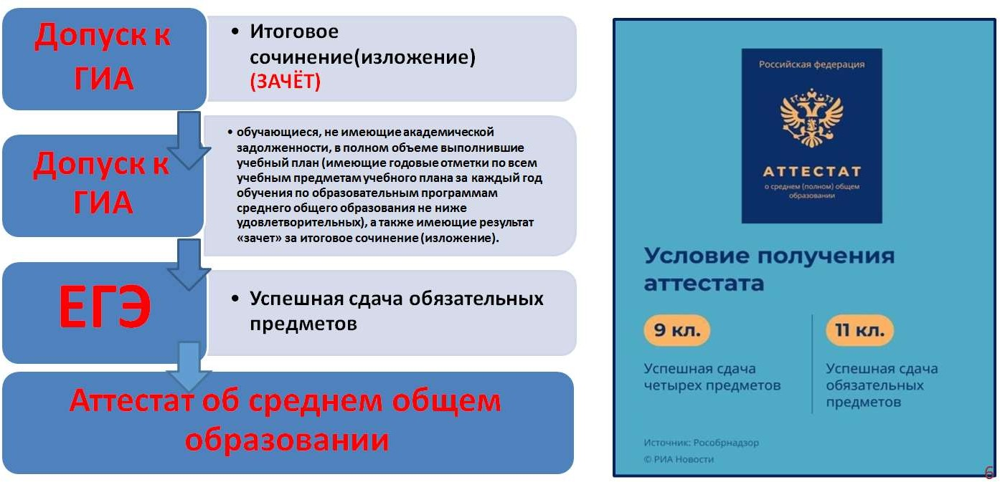 Допуск к
ГИА
• Итоговое
сочинение(изложение)
(ЗАЧЁТ)
Допуск к
ГИА
• обучающиеся, не имеющие академической
задолженности, в полном объеме выполнившие
учебный план (имеющие годовые отметки по всем
учебным предметам учебного плана за каждый год
обучения по образовательным программам
среднего общего образования не ниже
удовлетворительных), а также имеющие результат
«зачет» за итоговое сочинение (изложение).
ЕГЭ
• Успешная сдача обязательных
предметов
Аттестат об среднем общем
образовании
Российская федерация
АТТЕСТАТ
о среднем (полном) общем
образовании
Условие получения
аттестата
9 кл.
Успешная сдача
четырех предметов
11 кл.
Успешная сдача
обязательных
предметов
Источник: Рособрнадзор
© РИА Новости
6